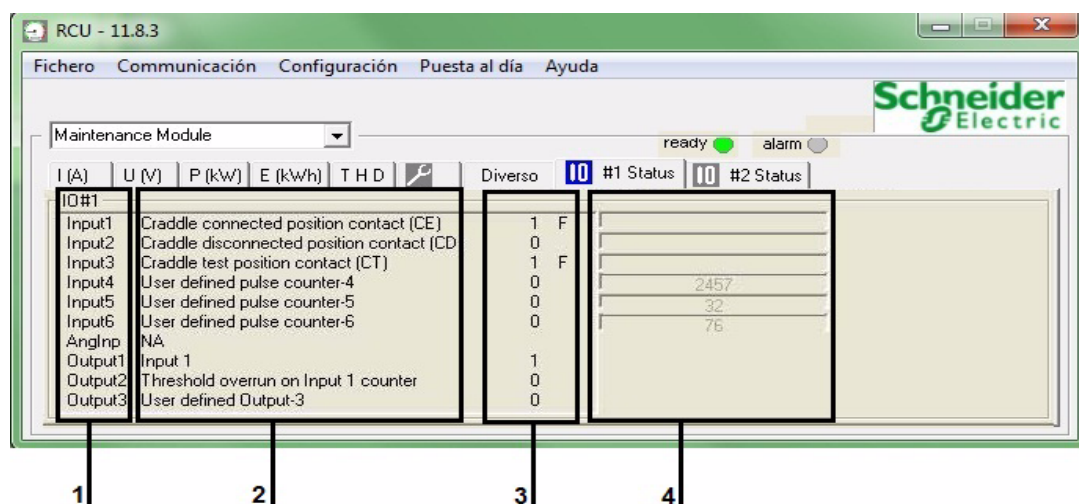 RCU - 11.8.3
Fichero Communicación Configuración Puesta al día Ayuda
Schneider
Electric
Maintenance Module
ready alarm
I (A) U (V) P (kW) E (kWh) T H D Diverso IO #1 Status IO #2 Status
IO#1
Input1 Craddle connected position contact (CE) 1 F
Input2 Craddle disconnected position contact (CD 0
Input3 Craddle test position contact (CT) 1 F
Input4 User defined pulse counter-4 0 2457
Input5 User defined pulse counter-5 0 32
Input6 User defined pulse counter-6 0 76
AngInp NA
Output1 Input 1 1
Output2 Threshold overrun on Input 1 counter 0
Output3 User defined Output-3 0
1 2 3 4